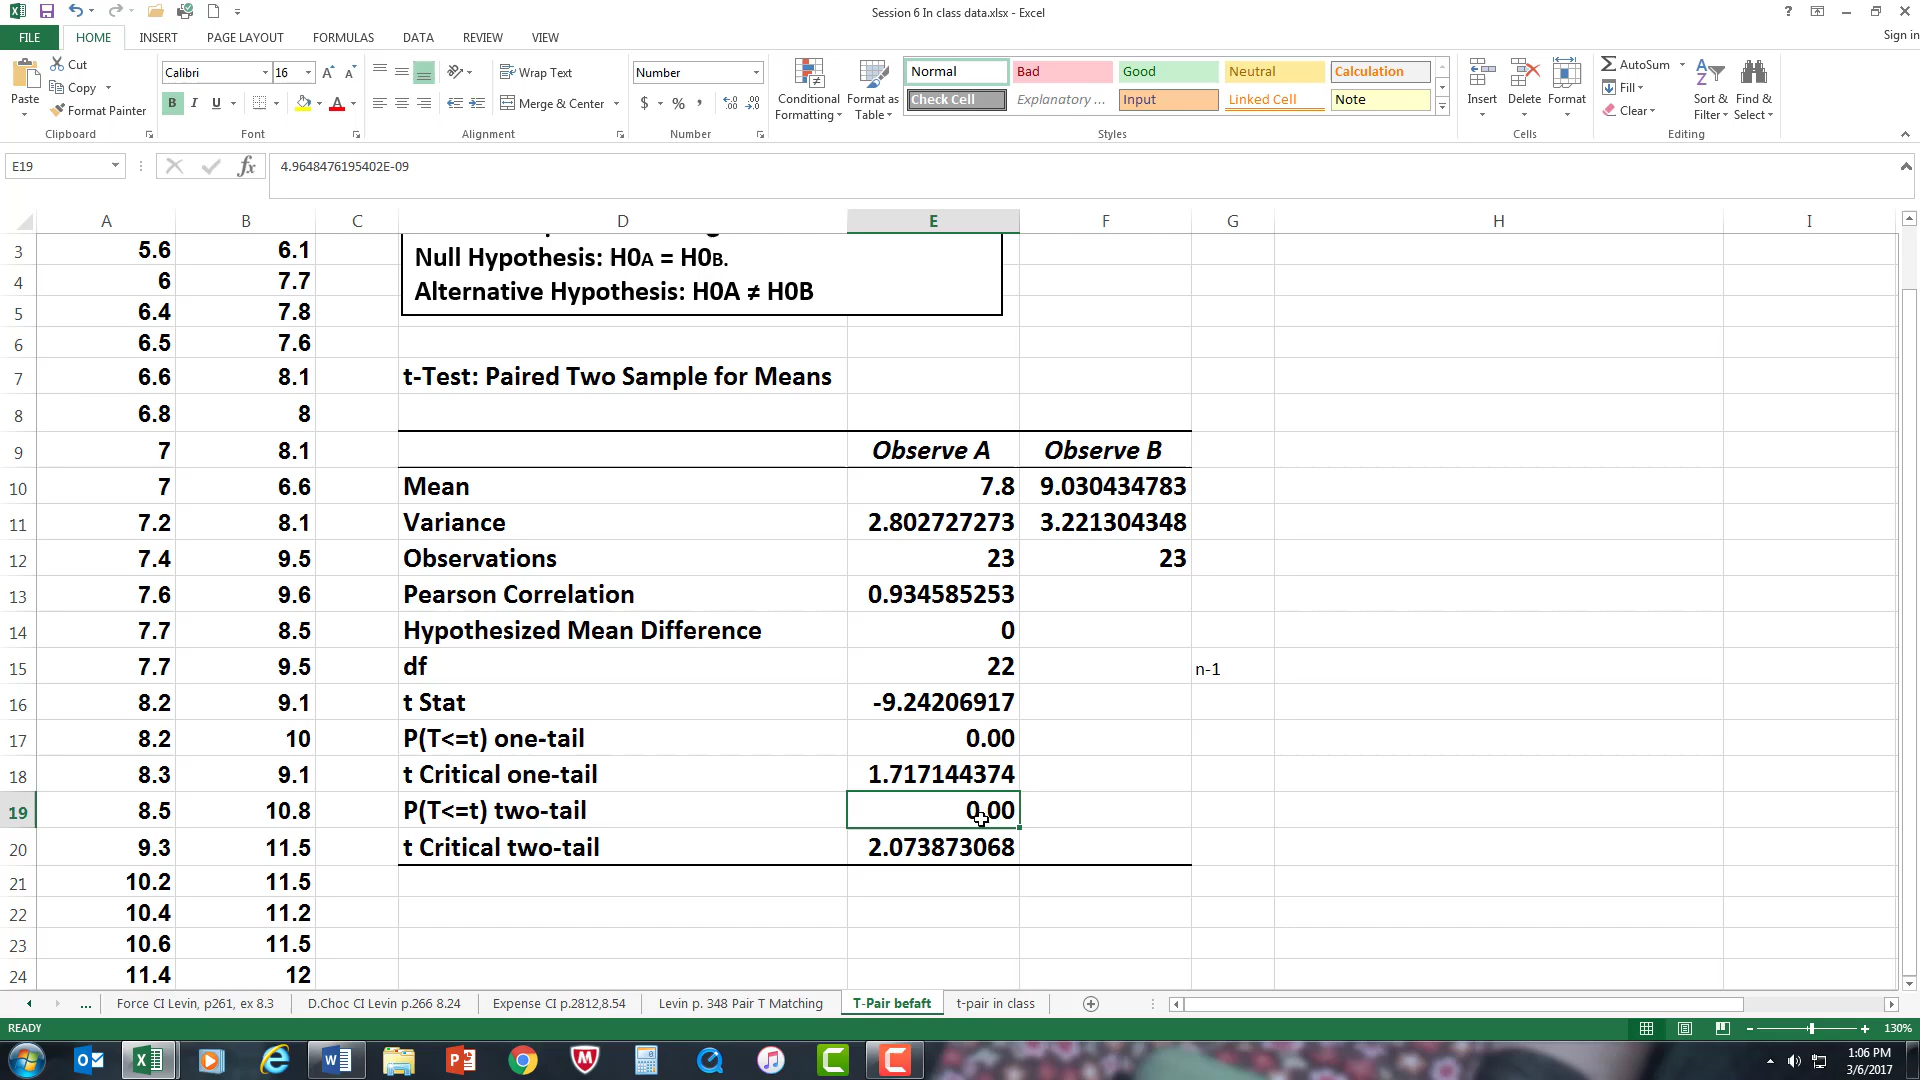 Session 6 In class data.xlsx - Excel
?
FILE HOME INSERT PAGE LAYOUT FORMULAS DATA REVIEW VIEW Sign in
Paste Cut Copy Format Painter
Calibri 16
B I U
Wrap Text
Merge & Center
Number
$ % ,
Conditional Formatting
Format as Table
Normal Bad Good Neutral Calculation
Check Cell Explanatory ... Input Linked Cell Note
Insert Delete Format
AutoSum
Fill
Clear
Sort & Filter
Find & Select
Clipboard Font Alignment Number Styles Cells Editing
E19 fx 4.9648476195402E-09
A B C D E F G H I
3 5.6 6.1 Null Hypothesis: H0A = H0B.
4 6 7.7 Alternative Hypothesis: H0A ≠ H0B
5 6.4 7.8
6 6.5 7.6
7 6.6 8.1 t-Test: Paired Two Sample for Means
8 6.8 8
9 7 8.1 Observe A Observe B
10 7 6.6 Mean 7.8 9.030434783
11 7.2 8.1 Variance 2.802727273 3.221304348
12 7.4 9.5 Observations 23 23
13 7.6 9.6 Pearson Correlation 0.934585253
14 7.7 8.5 Hypothesized Mean Difference 0
15 7.7 9.5 df 22 n-1
16 8.2 9.1 t Stat -9.24206917
17 8.2 10 P(T<=t) one-tail 0.00
18 8.3 9.1 t Critical one-tail 1.717144374
19 8.5 10.8 P(T<=t) two-tail 0.00
20 9.3 11.5 t Critical two-tail 2.073873068
21 10.2 11.5
22 10.4 11.2
23 10.6 11.5
24 11.4 12
... Force CI Levin, p261, ex 8.3 D.Choc CI Levin p.266 8.24 Expense CI p.2812,8.54 Levin p. 348 Pair T Matching T-Pair befaft t-pair in class
READY 130%
1:06 PM
3/6/2017